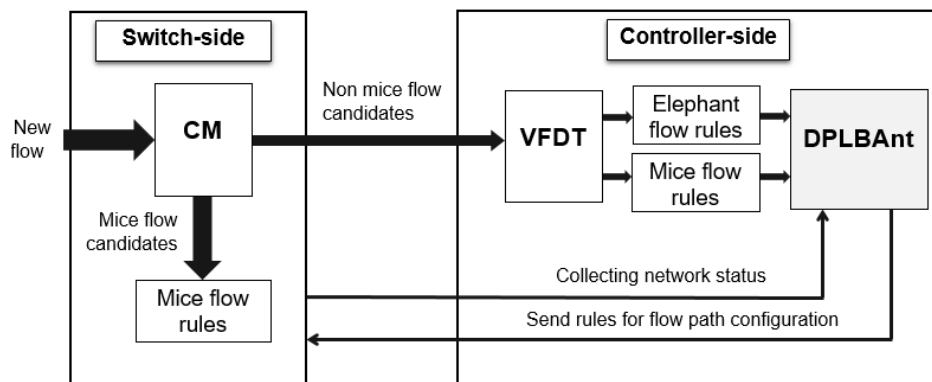 Switch-side
Controller-side
New
flow
CM
Non mice flow
candidates
VFDT
Elephant
flow rules
Mice flow
rules
DPLBAnt
Mice flow
candidates
Mice flow
rules
Collecting network status
Send rules for flow path configuration